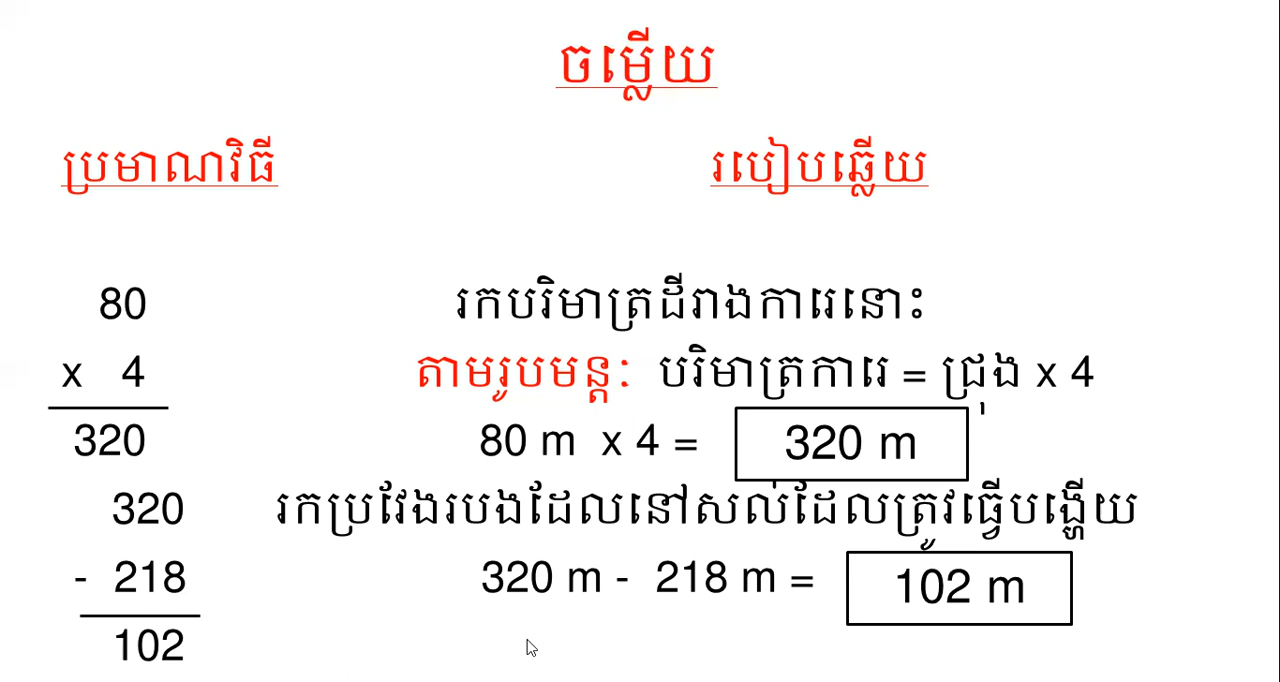 ចម្លើយ
ប្រមាណវិធី របៀបឆ្លើយ
80 រកបរិមាត្រដីរាងការេនោះ
x 4 តាមរូបមន្តៈ បរិមាត្រការេ = ជ្រុង x 4
320 80 m x 4 = 320 m
320 រកប្រវែងរបងដែលនៅសល់ដែលត្រូវធ្វើបង្ហើយ
- 218 320 m - 218 m = 102 m
102